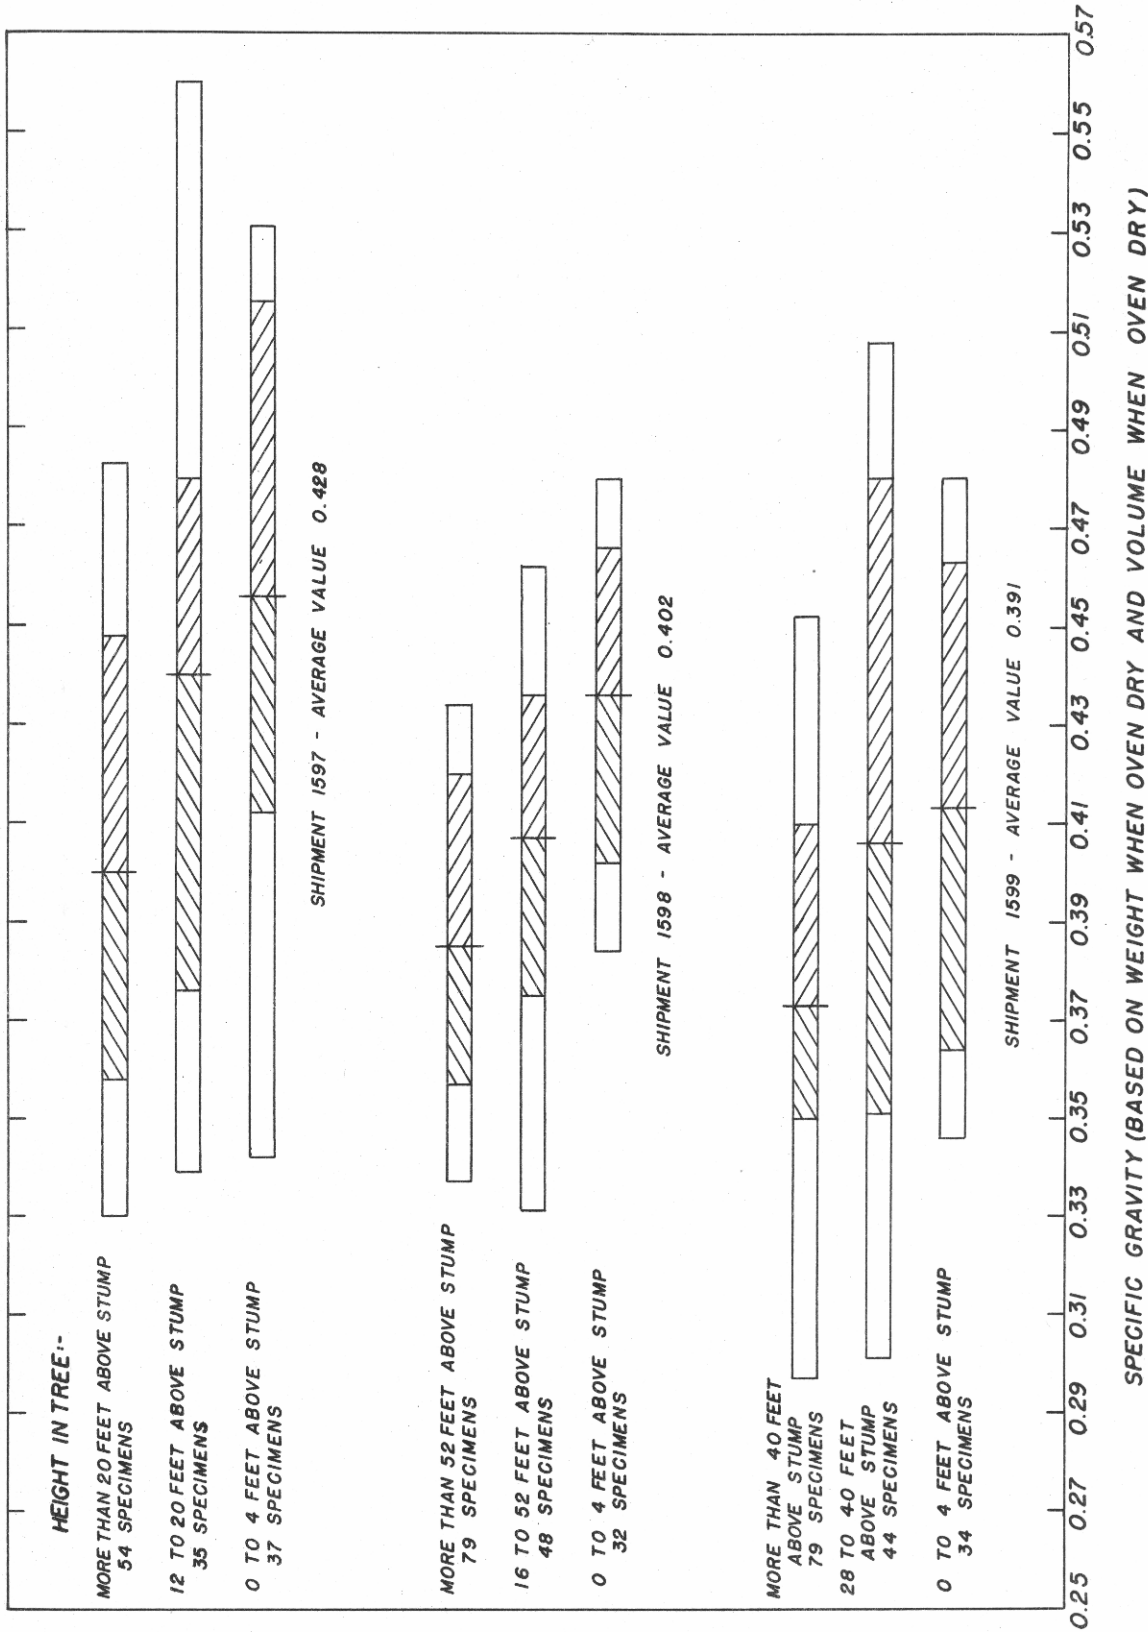 HEIGHT IN TREE:-
MORE THAN 20 FEET ABOVE STUMP
54 SPECIMENS
12 TO 20 FEET ABOVE STUMP
35 SPECIMENS
0 TO 4 FEET ABOVE STUMP
37 SPECIMENS
SHIPMENT 1597 - AVERAGE VALUE 0.428
MORE THAN 52 FEET ABOVE STUMP
79 SPECIMENS
16 TO 52 FEET ABOVE STUMP
48 SPECIMENS
0 TO 4 FEET ABOVE STUMP
32 SPECIMENS
SHIPMENT 1598 - AVERAGE VALUE 0.402
MORE THAN 40 FEET
ABOVE STUMP
79 SPECIMENS
28 TO 40 FEET
ABOVE STUMP
44 SPECIMENS
0 TO 4 FEET ABOVE STUMP
34 SPECIMENS
SHIPMENT 1599 - AVERAGE VALUE 0.391
0.25 0.27 0.29 0.31 0.33 0.35 0.37 0.39 0.41 0.43 0.45 0.47 0.49 0.51 0.53 0.55 0.57
SPECIFIC GRAVITY (BASED ON WEIGHT WHEN OVEN DRY AND VOLUME WHEN OVEN DRY)